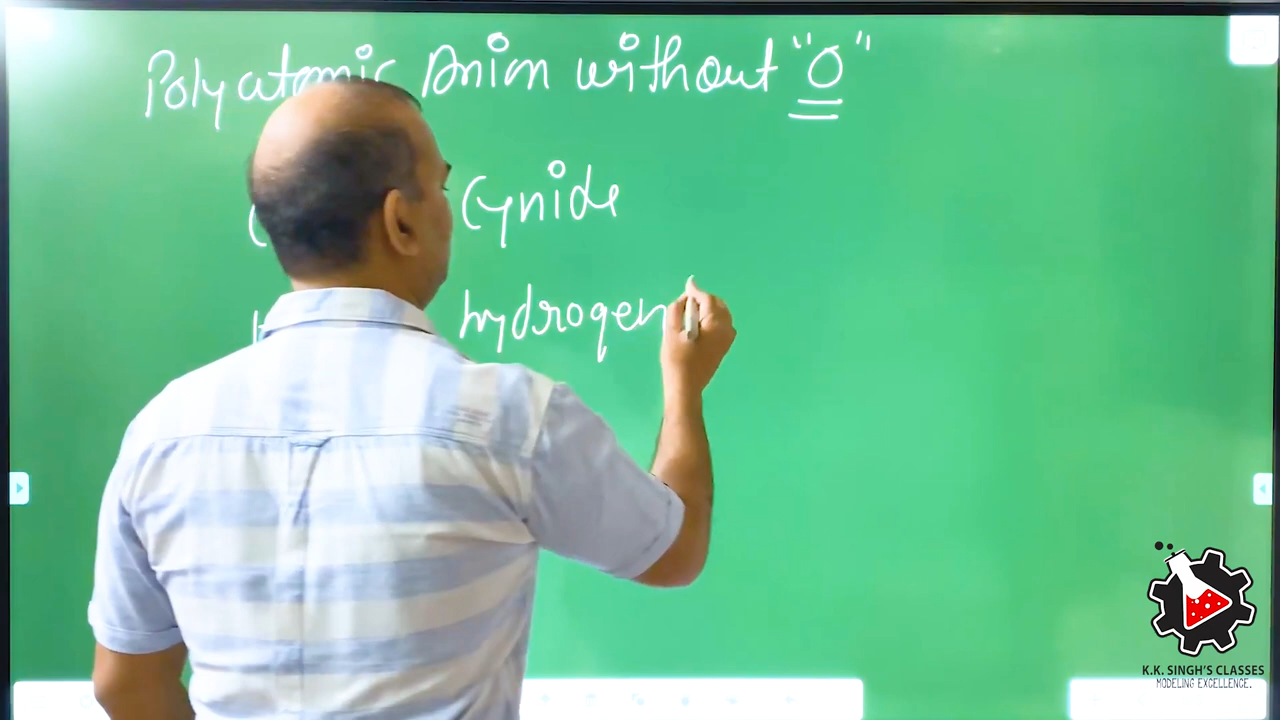 Polyatomic Anion without "O"
Cynide
hydrogen
K.K. SINGH'S CLASSES
MODELING EXCELLENCE.